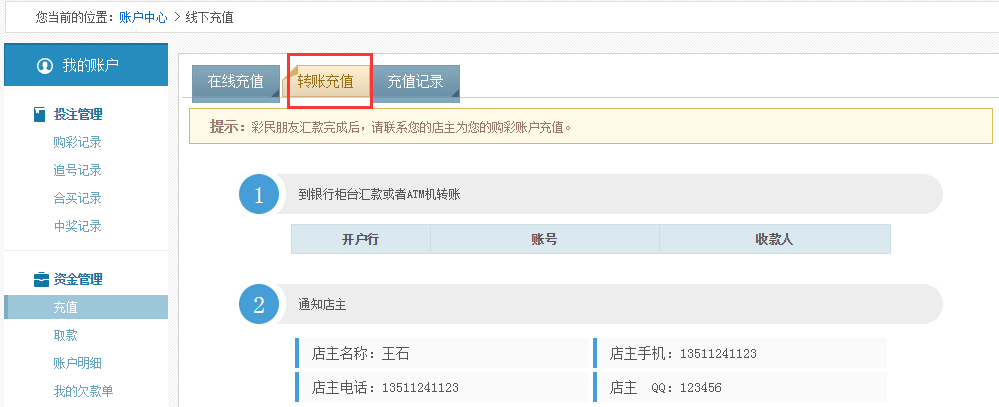 您当前的位置：账户中心 > 线下充值
我的账户
投注管理
购彩记录
追号记录
合买记录
中奖记录
资金管理
充值
取款
账户明细
我的欠款单
在线充值 转账充值 充值记录
提示：彩民朋友汇款完成后，请联系您的店主为您的购彩账户充值。
1 到银行柜台汇款或者ATM机转账
开户行 账号 收款人
2 通知店主
店主名称：王石 店主手机：13511241123
店主电话：13511241123 店主 QQ：123456